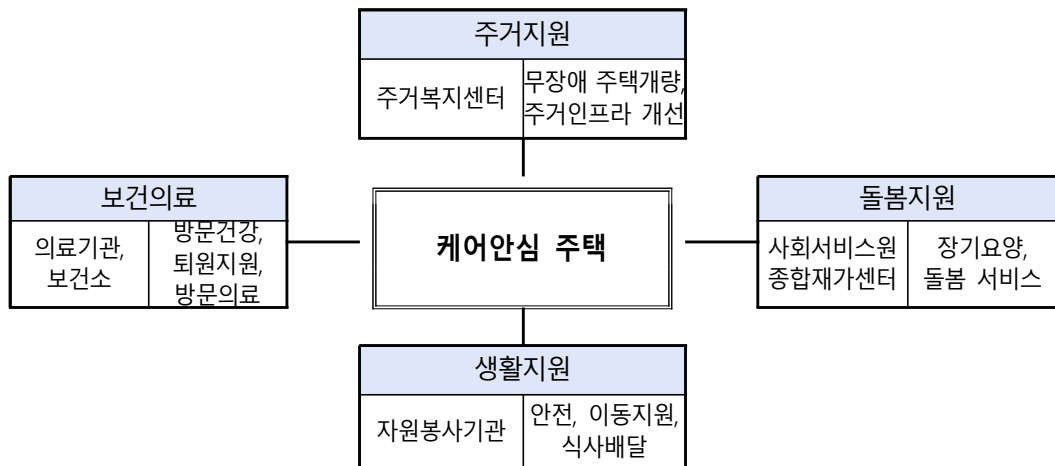 주거지원
주거복지센터
무장애 주택개량,
주거인프라 개선
보건의료
의료기관,
보건소
방문건강,
퇴원지원,
방문의료
케어안심 주택
돌봄지원
사회서비스원
종합재가센터
장기요양,
돌봄 서비스
생활지원
자원봉사기관
안전, 이동지원,
식사배달